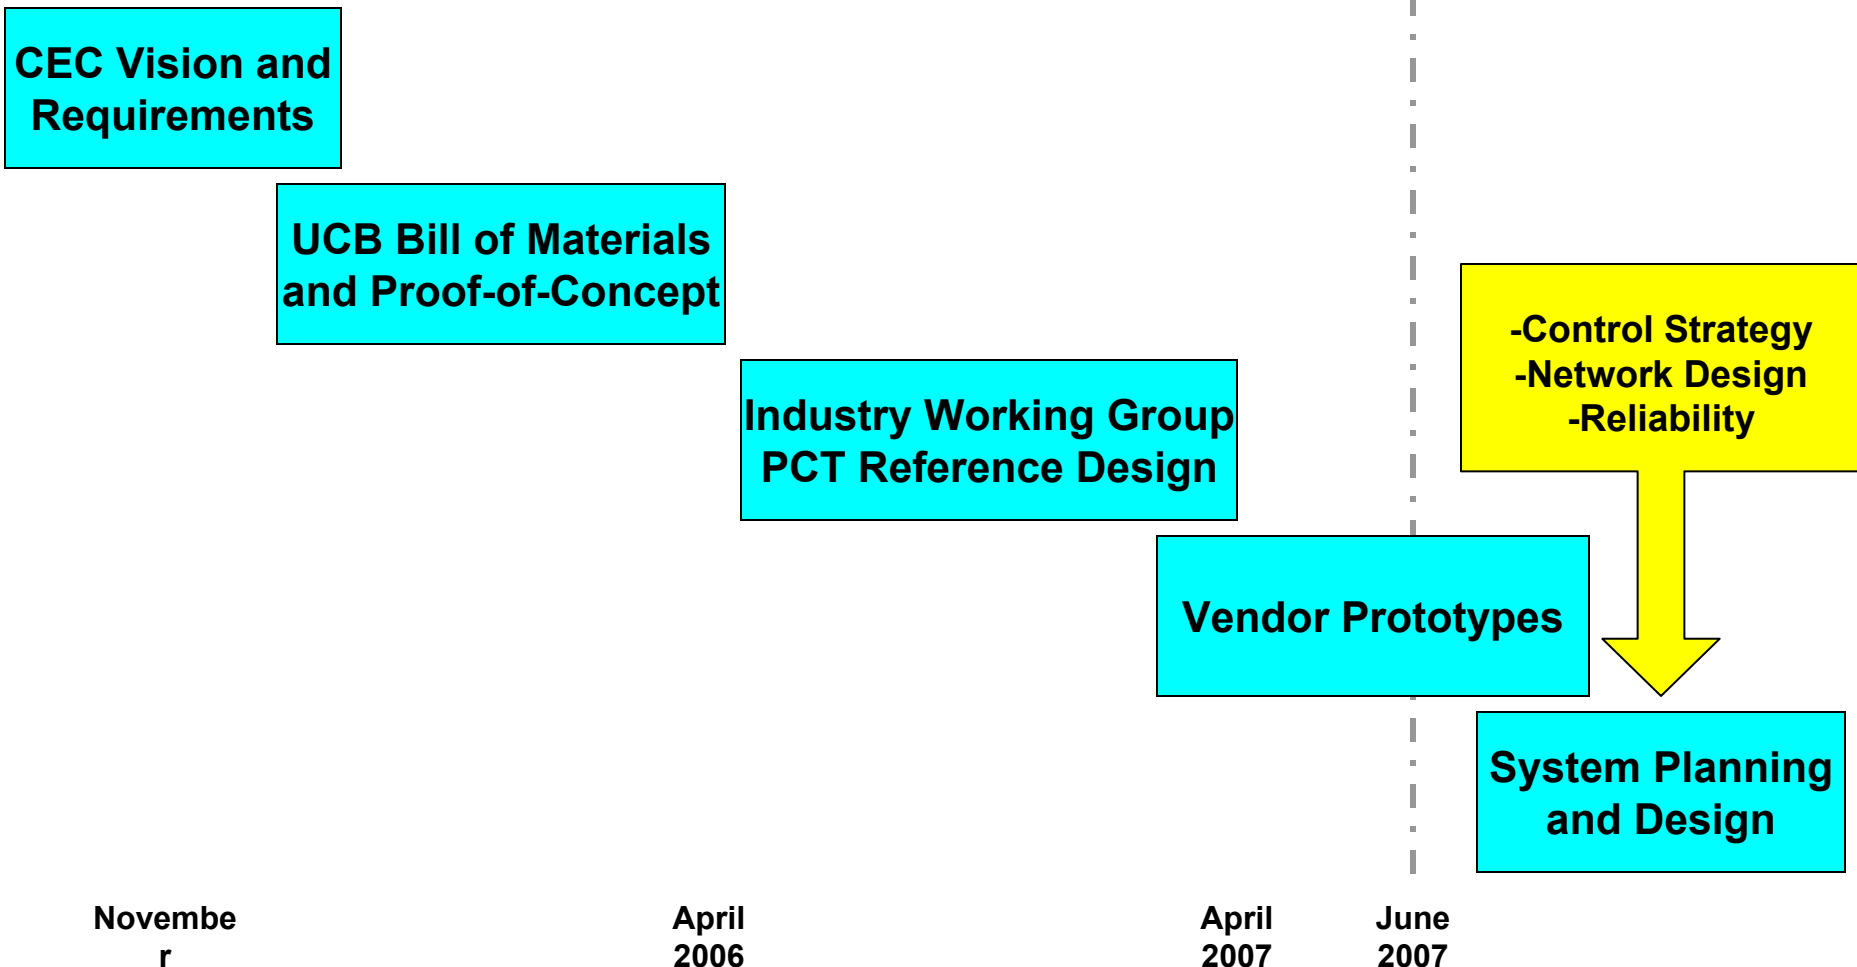 CEC Vision and
Requirements
UCB Bill of Materials
and Proof-of-Concept
-Control Strategy
-Network Design
-Reliability
Industry Working Group
PCT Reference Design
Vendor Prototypes
System Planning
and Design
Novembe
r
April
2006
April
2007
June
2007